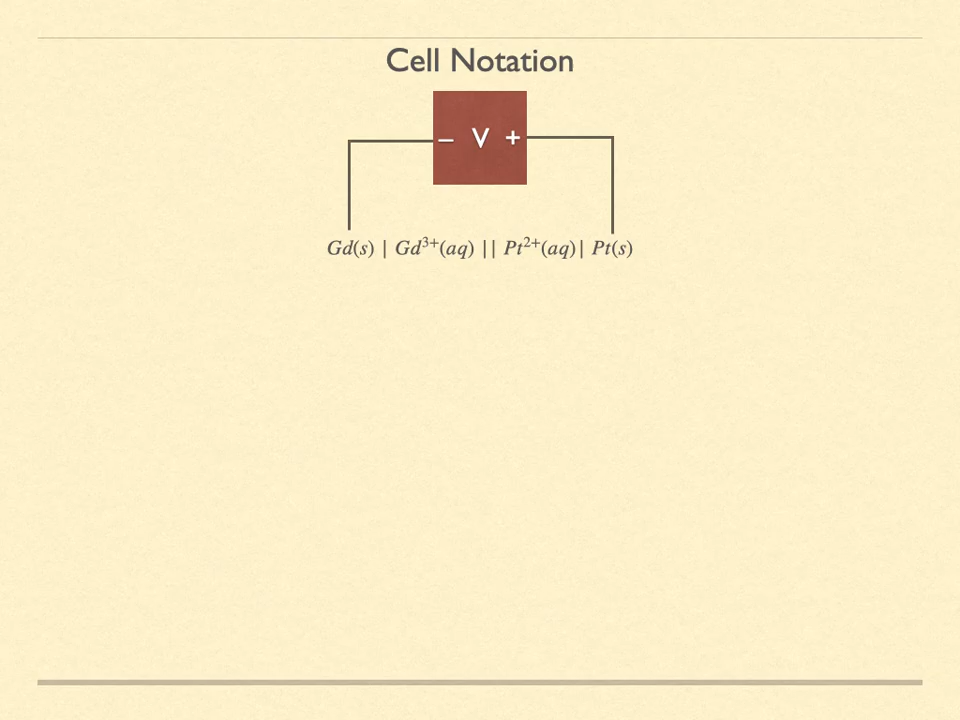 Cell Notation
– V +
Gd(s) | Gd³⁺(aq) || Pt²⁺(aq)| Pt(s)